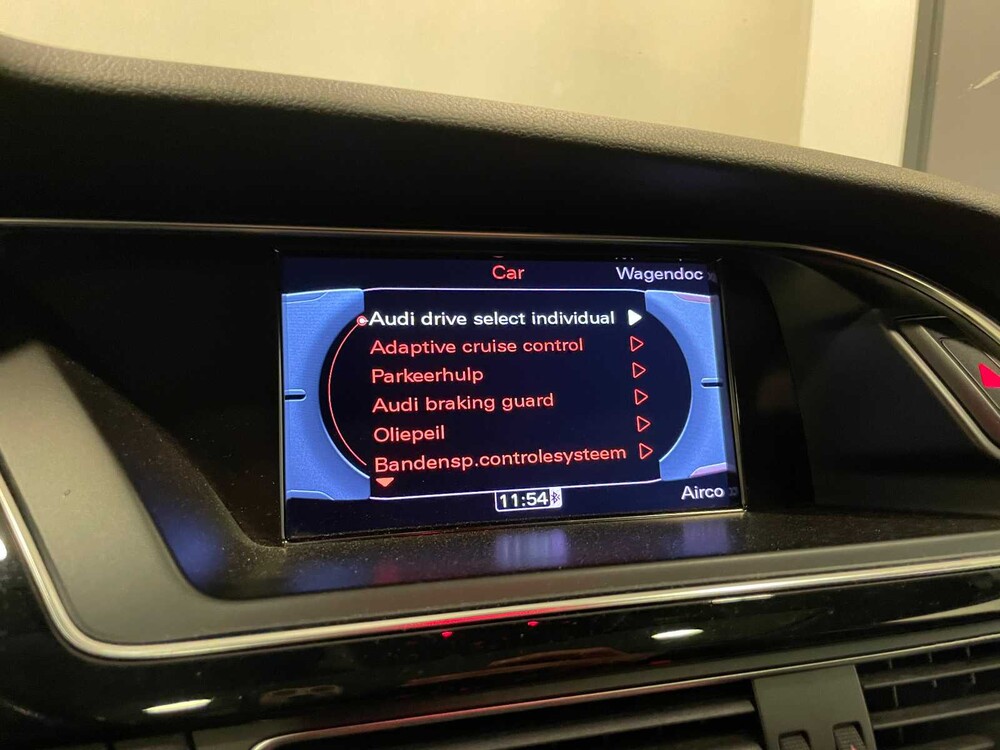 Car
Wagendoc
Audi drive select individual
Adaptive cruise control
Parkeerhulp
Audi braking guard
Oliepeil
Bandensp.controlesysteem
11:54
Airco